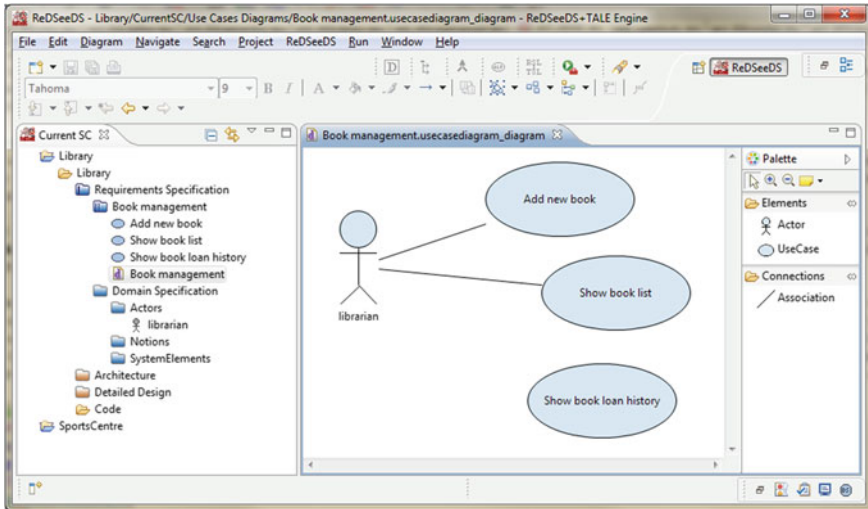 ReDSeeDS - Library/CurrentSC/Use Cases Diagrams/Book management.usecasediagram_diagram - ReDSeeDS+TALE Engine
File Edit Diagram Navigate Search Project ReDSeeDS Run Window Help
ReDSeeDS
Tahoma 9 B I A
Current SC
Library
Library
Requirements Specification
Book management
Add new book
Show book list
Show book loan history
Book management
Domain Specification
Actors
librarian
Notions
SystemElements
Architecture
Detailed Design
Code
SportsCentre
Book management.usecasediagram_diagram
Add new book
Show book list
librarian
Show book loan history
Palette
Elements
Actor
UseCase
Connections
Association